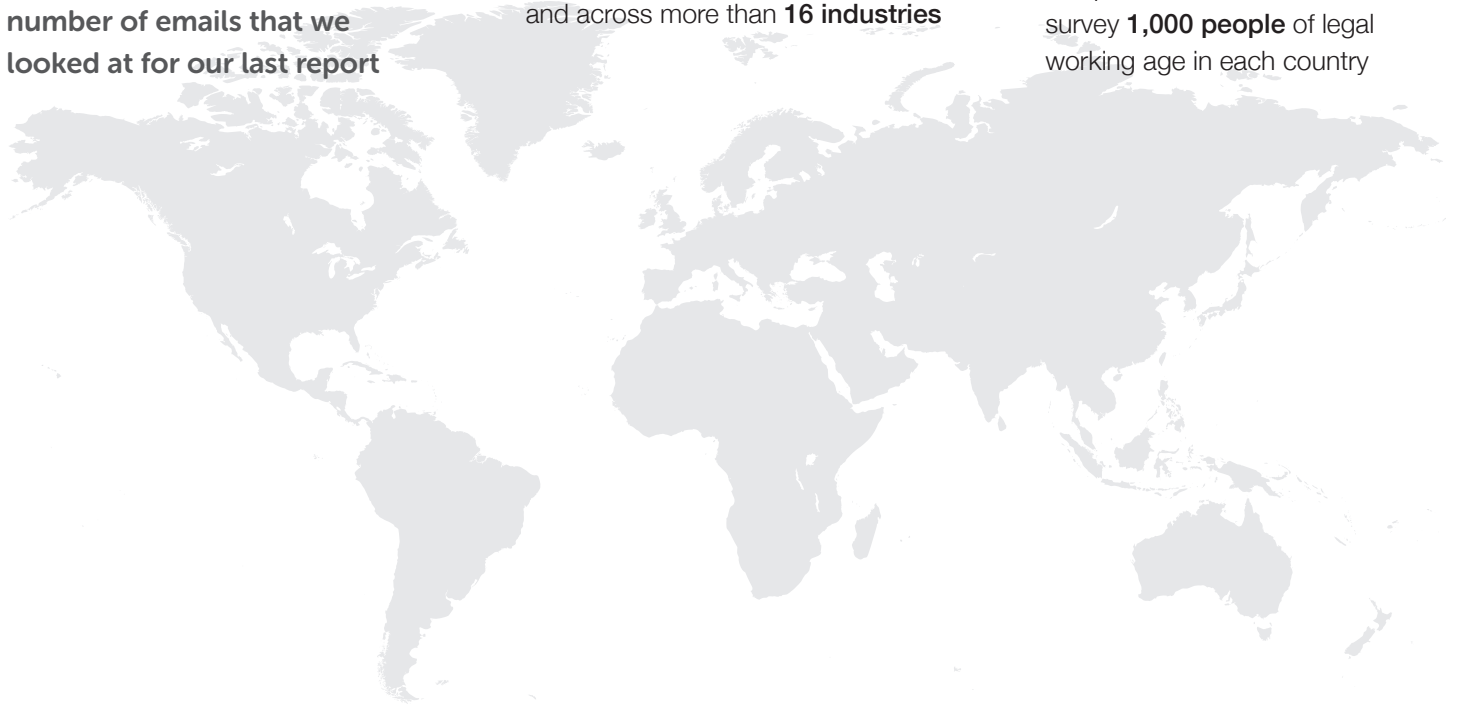 number of emails that we
looked at for our last report
and across more than 16 industries
survey 1,000 people of legal
working age in each country